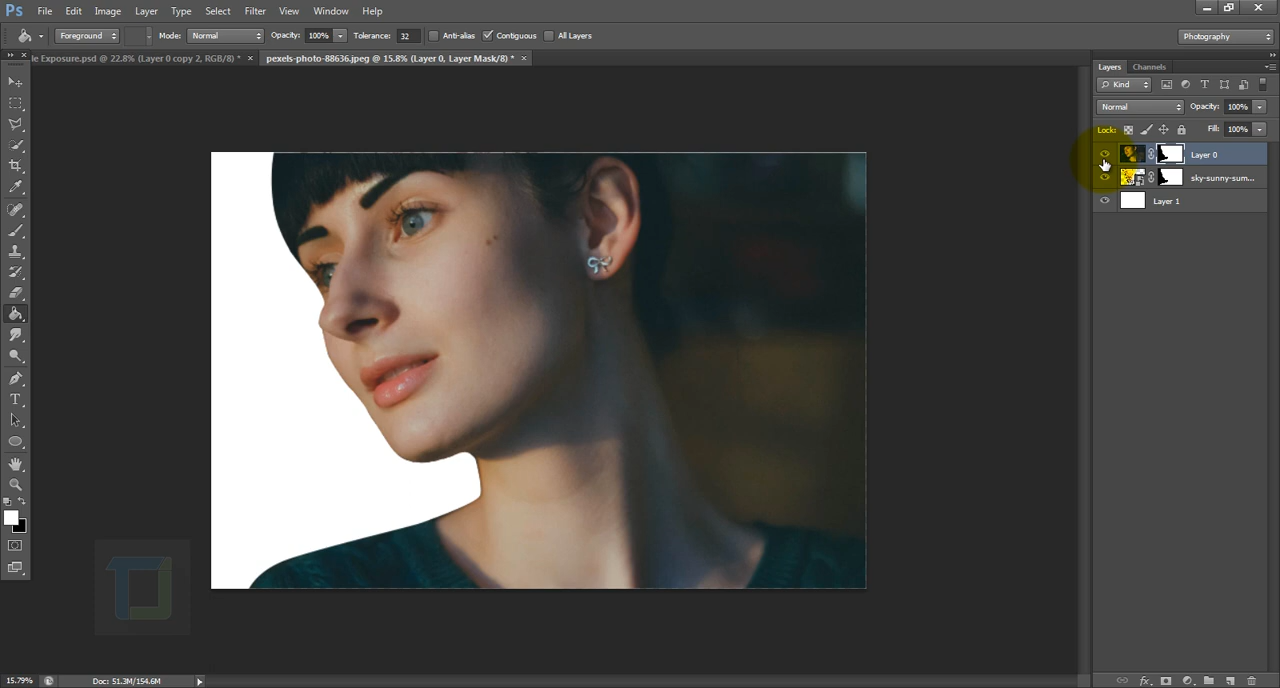 Ps File Edit Image Layer Type Select Filter View Window Help
Foreground Mode: Normal Opacity: 100% Tolerance: 32 Anti-alias Contiguous All Layers Photography
le Exposure.psd @ 22.8% (Layer 0 copy 2, RGB/8) * × pexels-photo-88636.jpeg @ 15.8% (Layer 0, Layer Mask/8) * ×
Layers Channels
Kind
Normal Opacity: 100%
Lock: Fill: 100%
Layer 0
sky-sunny-sum...
Layer 1
15.79% Doc: 51.3M/154.6M